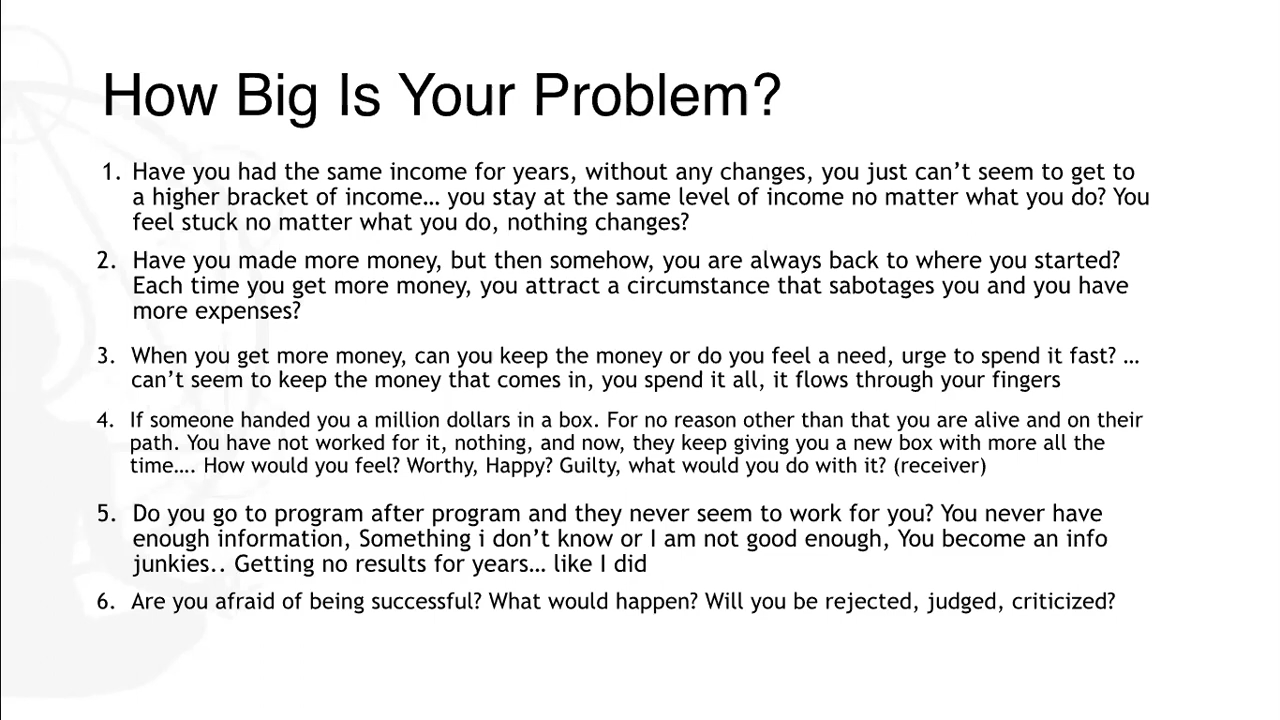 How Big Is Your Problem?
1. Have you had the same income for years, without any changes, you just can’t seem to get to
a higher bracket of income… you stay at the same level of income no matter what you do? You
feel stuck no matter what you do, nothing changes?
2. Have you made more money, but then somehow, you are always back to where you started?
Each time you get more money, you attract a circumstance that sabotages you and you have
more expenses?
3. When you get more money, can you keep the money or do you feel a need, urge to spend it fast? …
can’t seem to keep the money that comes in, you spend it all, it flows through your fingers
4. If someone handed you a million dollars in a box. For no reason other than that you are alive and on their
path. You have not worked for it, nothing, and now, they keep giving you a new box with more all the
time…. How would you feel? Worthy, Happy? Guilty, what would you do with it? (receiver)
5. Do you go to program after program and they never seem to work for you? You never have
enough information, Something i don’t know or I am not good enough, You become an info
junkies.. Getting no results for years… like I did
6. Are you afraid of being successful? What would happen? Will you be rejected, judged, criticized?